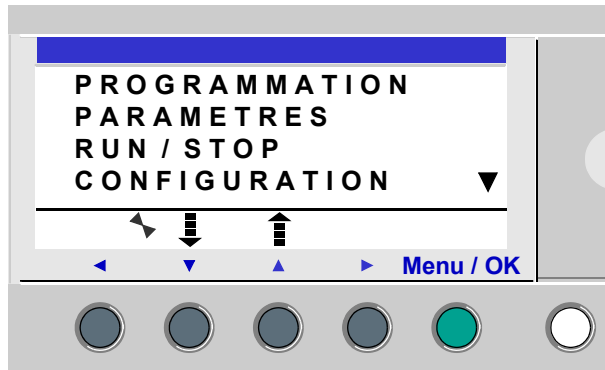 PROGRAMMATION
PARAMETRES
RUN / STOP
CONFIGURATION
Menu / OK